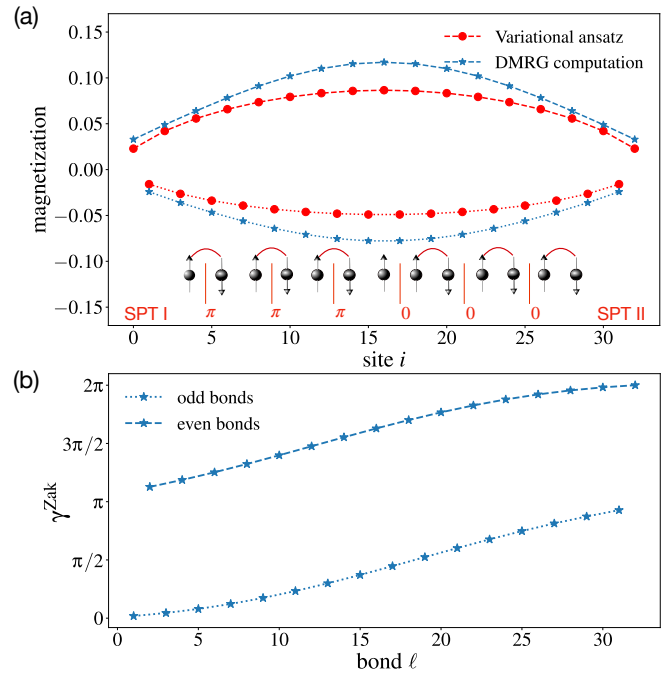 (a)
0.15
0.10
0.05
0.00
−0.05
−0.10
−0.15
magnetization
Variational ansatz
DMRG computation
SPT I π π π 0 0 0 SPT II
0 5 10 15 20 25 30
site i
(b)
2π
3π/2
π
π/2
0
γ^Zak
odd bonds
even bonds
0 5 10 15 20 25 30
bond ℓ